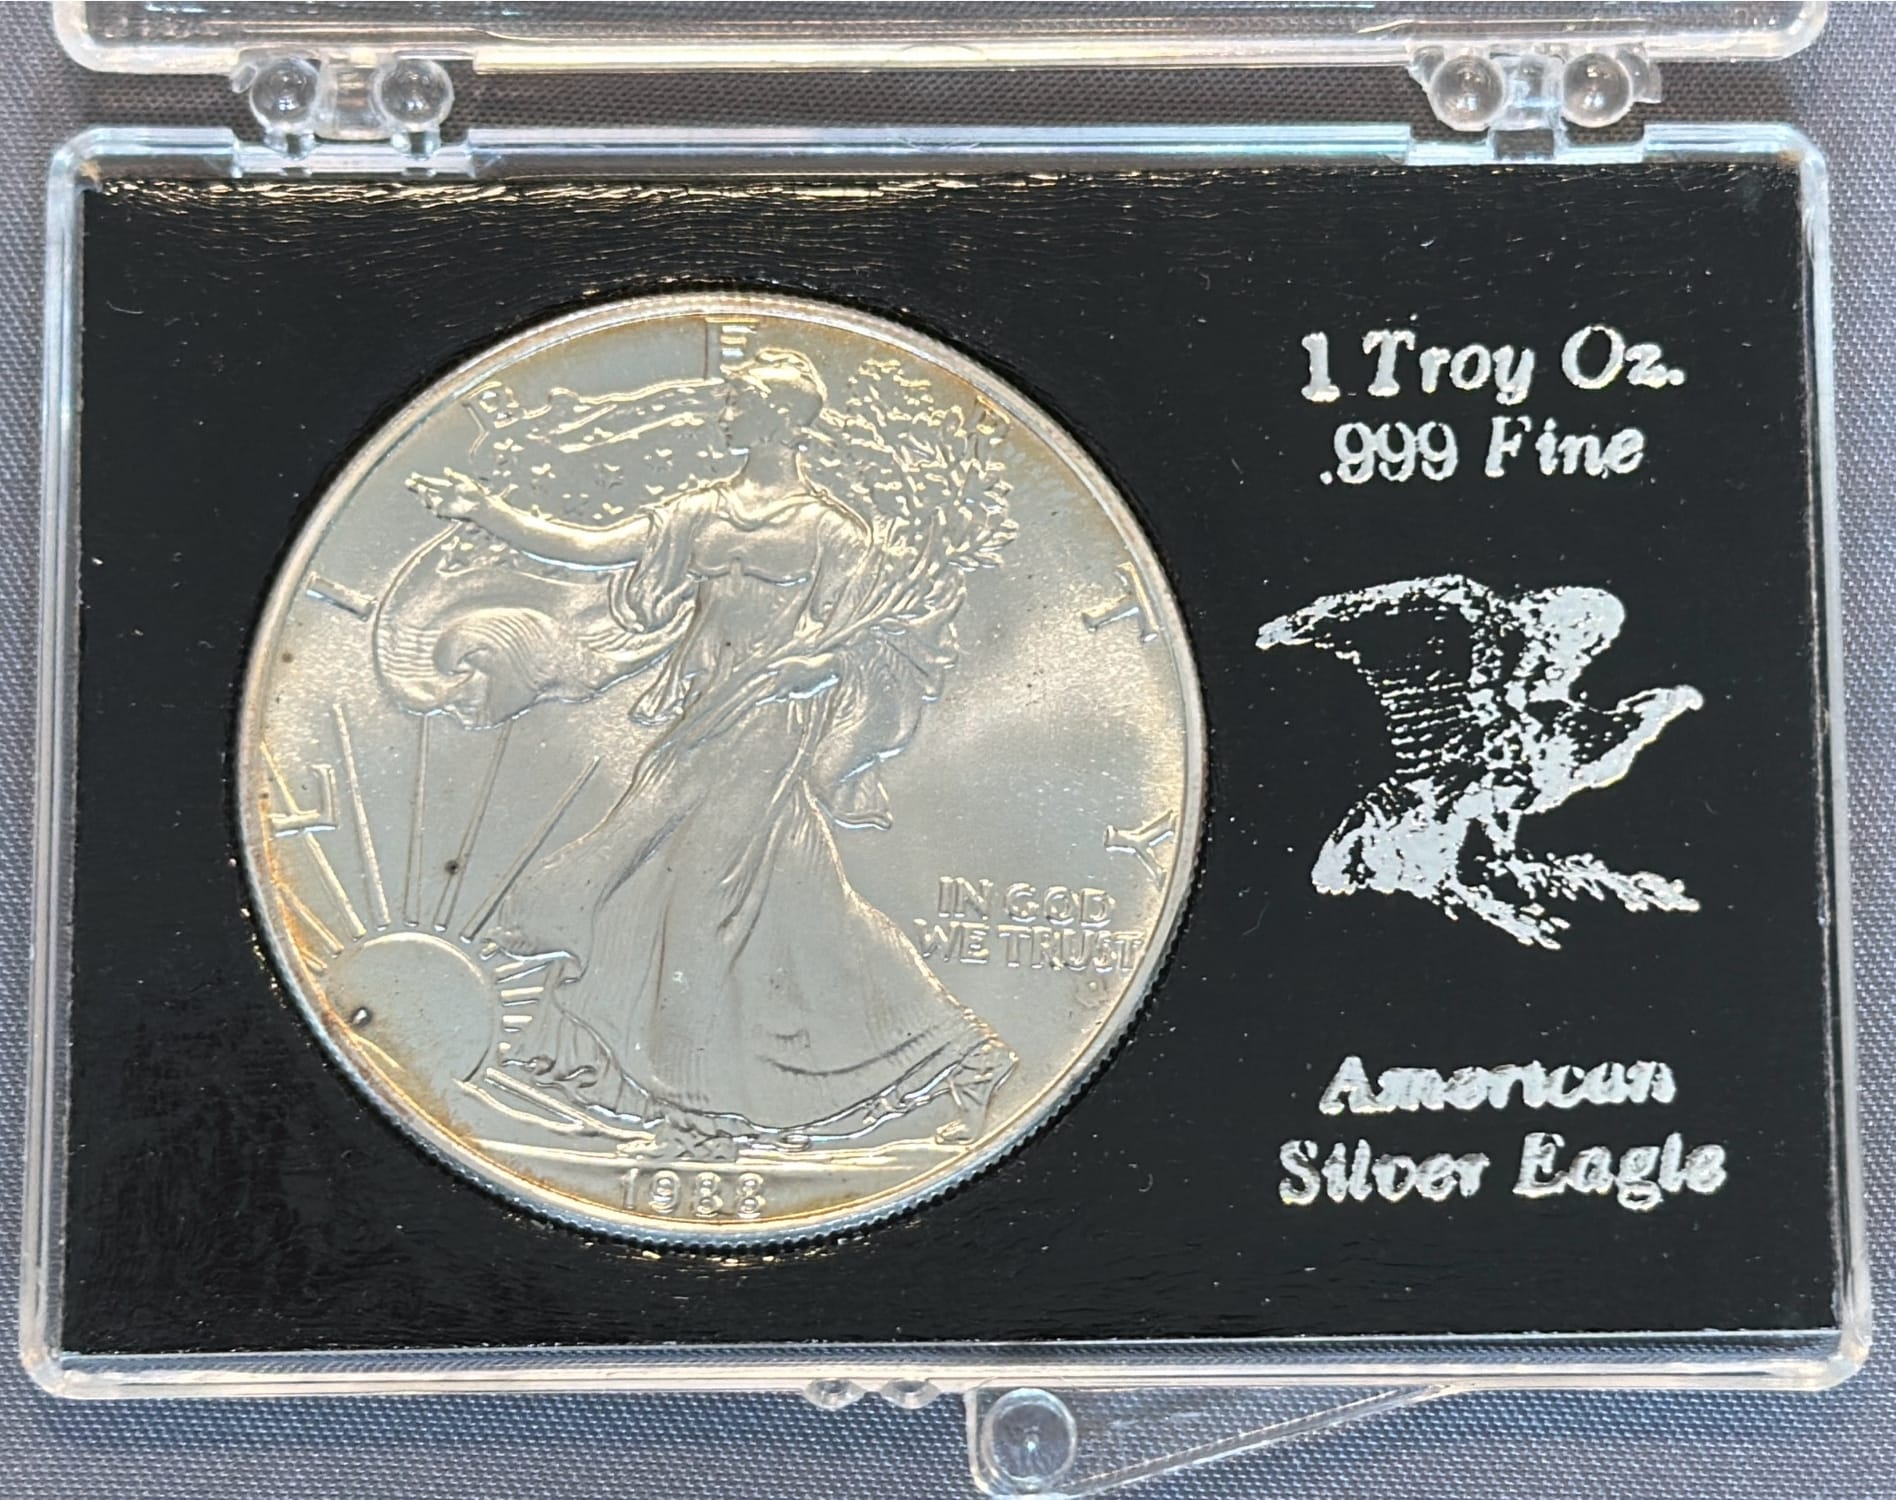 LIBERTY
IN GOD
WE TRUST
1988
1 Troy Oz.
.999 Fine
American
Silver Eagle